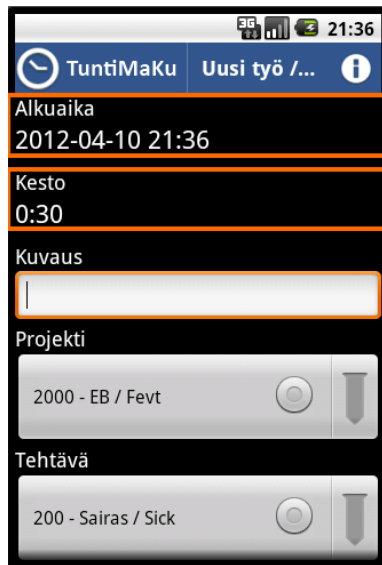 3G 21:36
TuntiMaKu Uusi työ /...
Alkuaika
2012-04-10 21:36
Kesto
0:30
Kuvaus
Projekti
2000 - EB / Fevt
Tehtävä
200 - Sairas / Sick